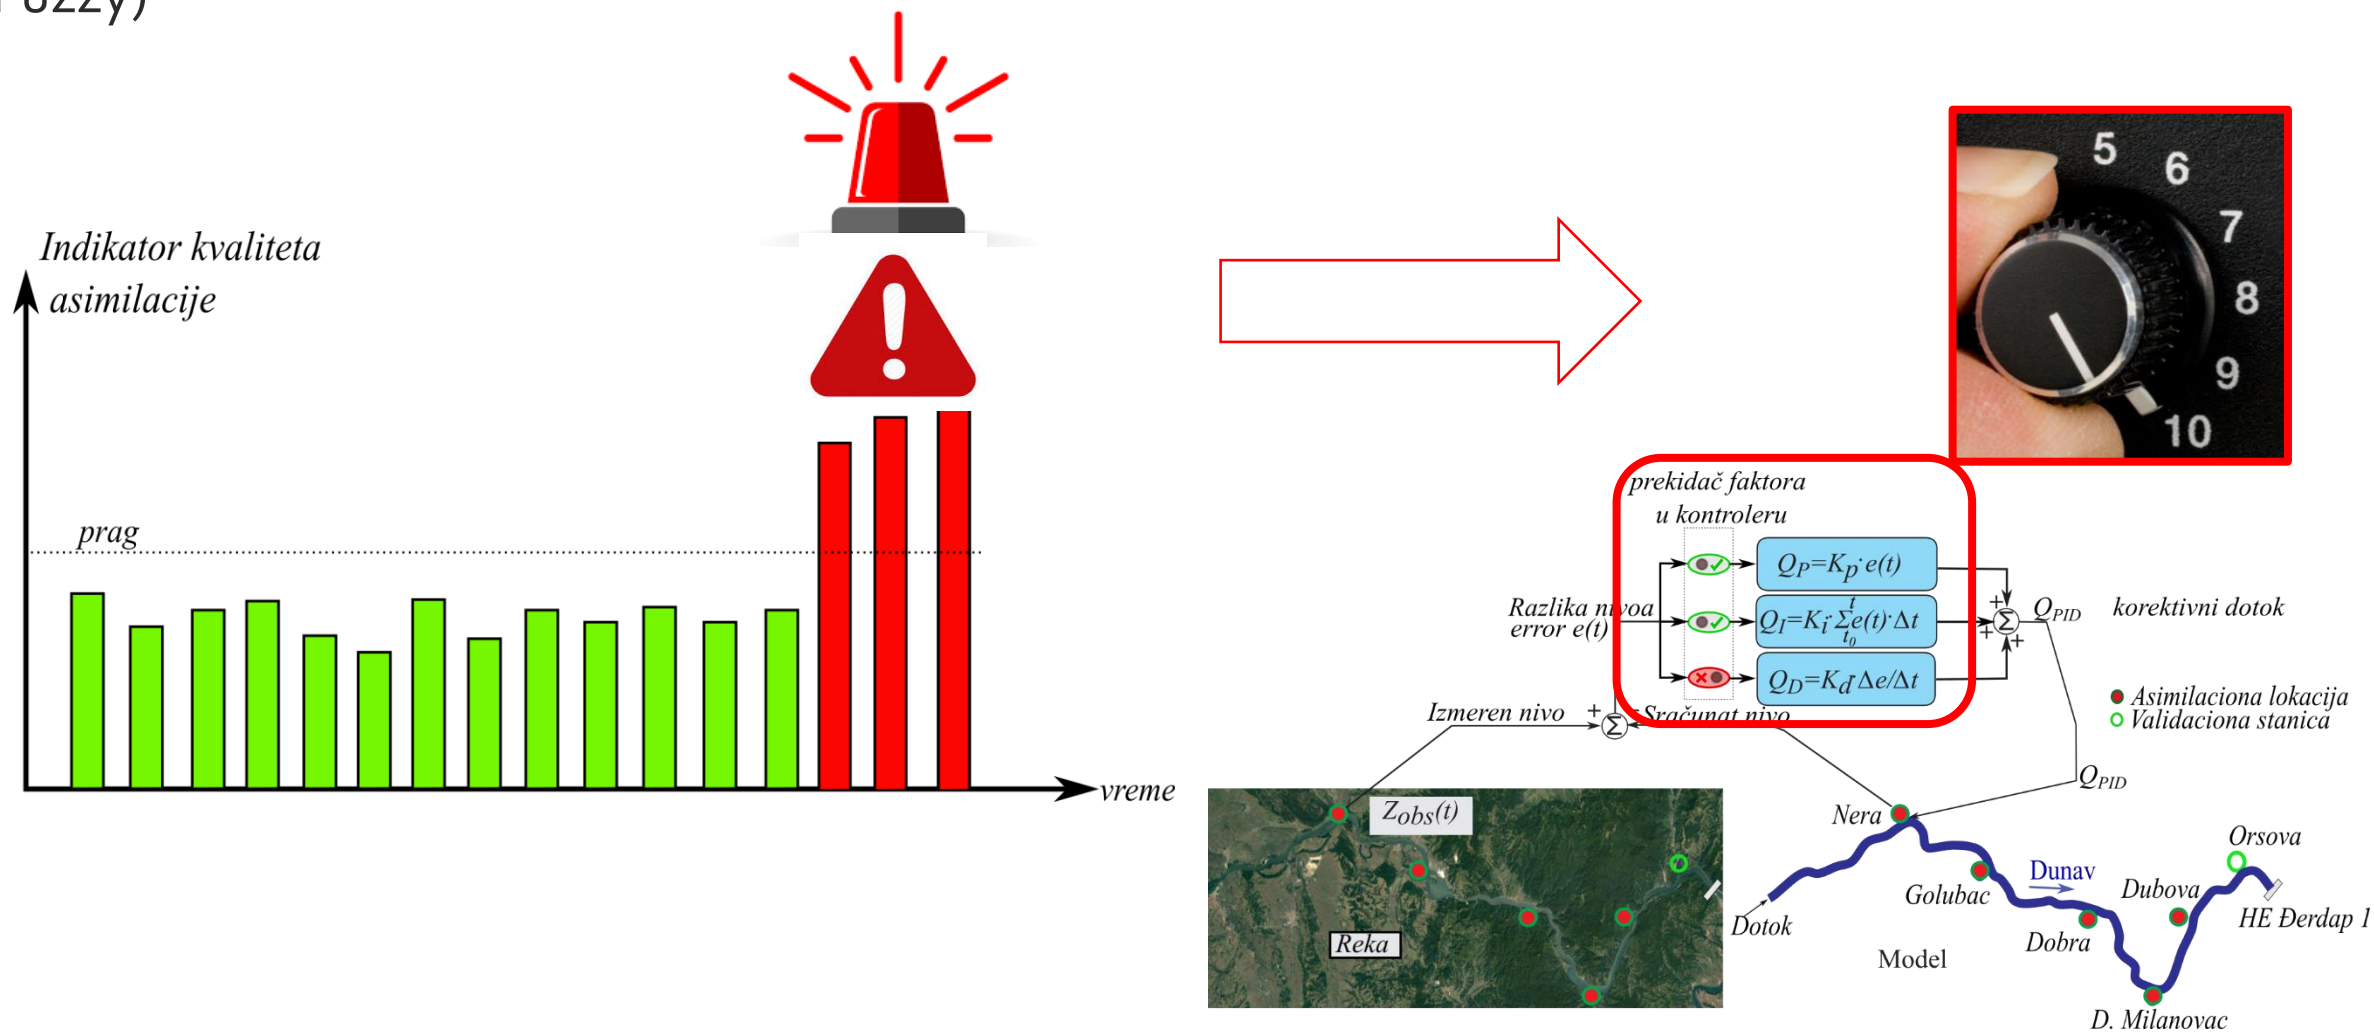 Indikator kvaliteta
asimilacije
prag
vreme
5
6
7
8
9
10
prekidač faktora
u kontroleru
Q_P=K_p·e(t)
Razlika nivoa
error e(t)
Q_I=K_i·Σe(t)·Δt
t
t_0
Q_D=K_d·Δe/Δt
+
+
+
Σ
Q_PID
korektivni dotok
Izmeren nivo
+
Σ
-
Sračunat nivo
Asimilaciona lokacija
Validaciona stanica
Q_PID
Z_obs(t)
Reka
Nera
Orsova
Dunav
Golubac
Dubova
Dotok
Dobra
HE Đerdap 1
Model
D. Milanovac